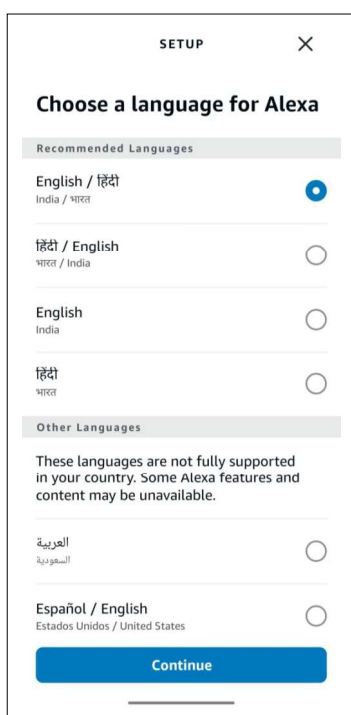 SETUP
Choose a language for Alexa
Recommended Languages
English / हिंदी
India / भारत
हिंदी / English
भारत / India
English
India
हिंदी
भारत
Other Languages
These languages are not fully supported
in your country. Some Alexa features and
content may be unavailable.
العربية
السعودية
Español / English
Estados Unidos / United States
Continue